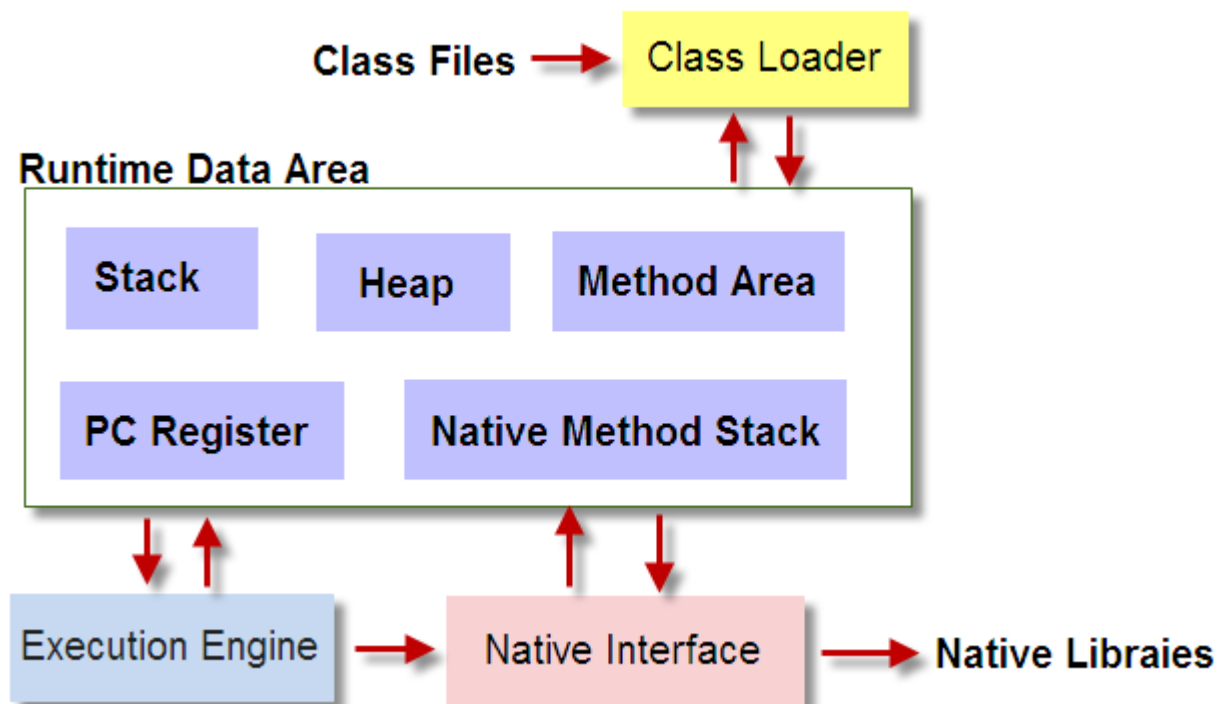 Class Files
Class Loader
Runtime Data Area
Stack
Heap
Method Area
PC Register
Native Method Stack
Execution Engine
Native Interface
Native Libraies